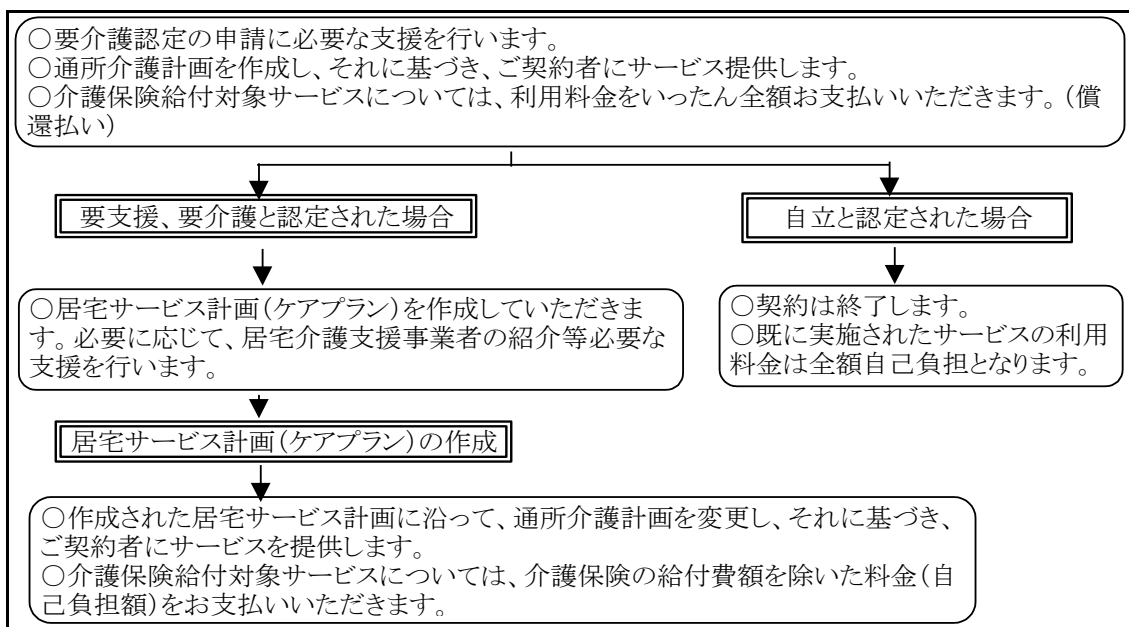 ○要介護認定の申請に必要な支援を行います。
○通所介護計画を作成し、それに基づき、ご契約者にサービス提供します。
○介護保険給付対象サービスについては、利用料金をいったん全額お支払いいただきます。(償
還払い)
要支援、要介護と認定された場合
自立と認定された場合
○居宅サービス計画(ケアプラン)を作成していただきま
す。必要に応じて、居宅介護支援事業者の紹介等必要な
支援を行います。
○契約は終了します。
○既に実施されたサービスの利用
料金は全額自己負担となります。
居宅サービス計画(ケアプラン)の作成
○作成された居宅サービス計画に沿って、通所介護計画を変更し、それに基づき、
ご契約者にサービスを提供します。
○介護保険給付対象サービスについては、介護保険の給付費額を除いた料金(自
己負担額)をお支払いいただきます。